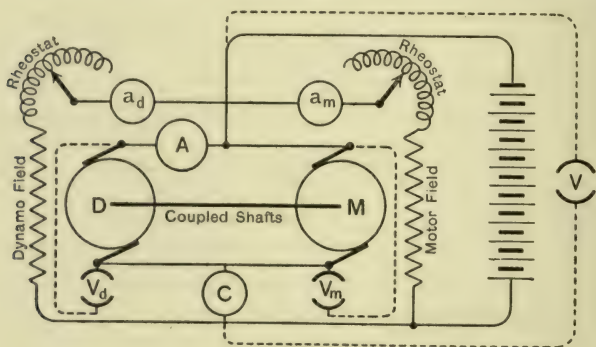 Rheostat
Rheostat
a_d
a_m
A
V
Dynamo Field
D
Coupled Shafts
M
Motor Field
V_d
C
V_m